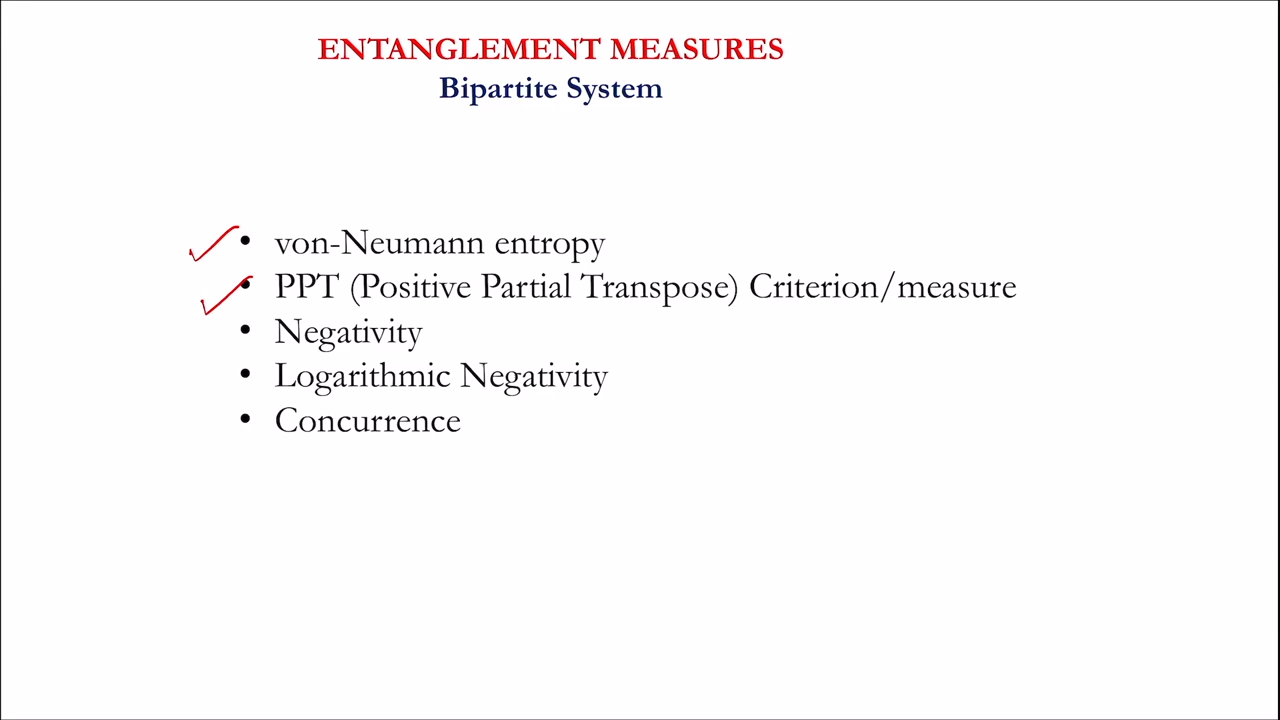 ENTANGLEMENT MEASURES
Bipartite System
• von-Neumann entropy
• PPT (Positive Partial Transpose) Criterion/measure
• Negativity
• Logarithmic Negativity
• Concurrence